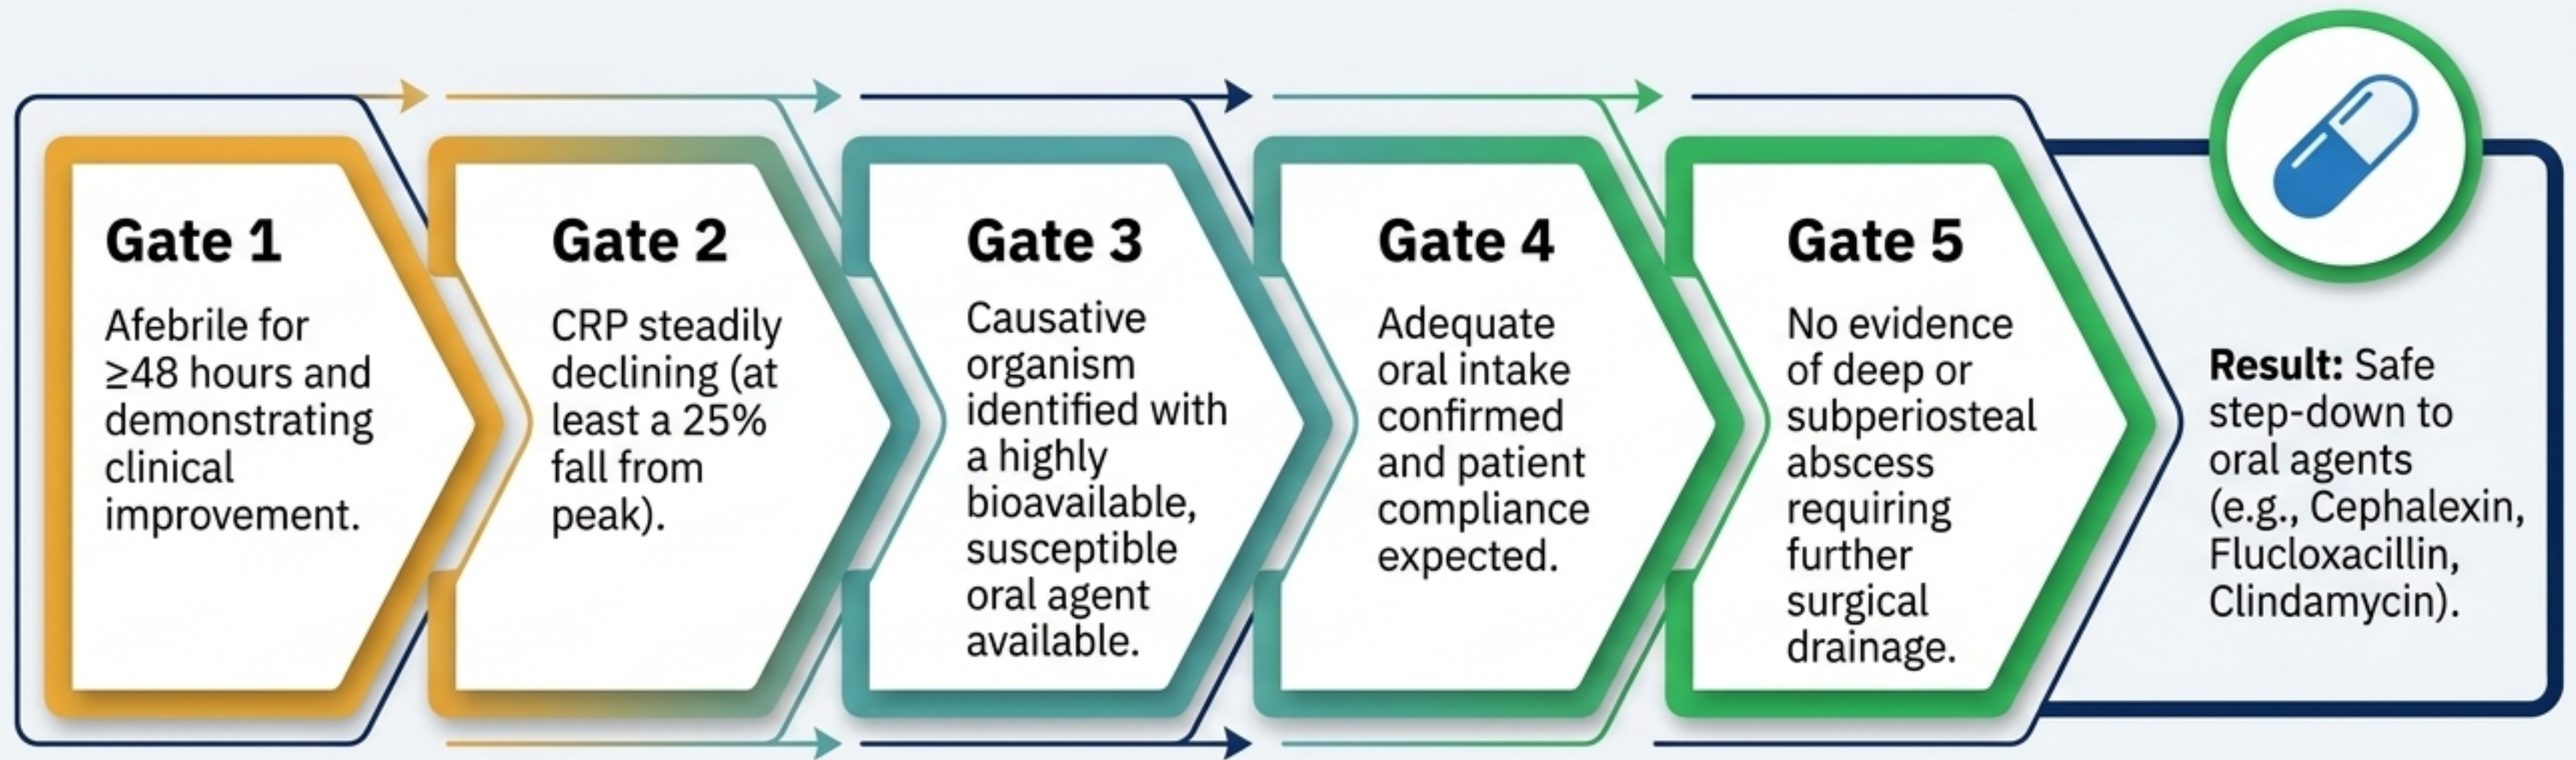 Gate 1
Afebrile for
≥48 hours and
demonstrating
clinical
improvement.
Gate 2
CRP steadily
declining (at
least a 25%
fall from
peak).
Gate 3
Causative
organism
identified with
a highly
bioavailable,
susceptible
oral agent
available.
Gate 4
Adequate
oral intake
confirmed
and patient
compliance
expected.
Gate 5
No evidence
of deep or
subperiosteal
abscess
requiring
further
surgical
drainage.
Result: Safe
step-down to
oral agents
(e.g., Cephalexin,
Flucloxacillin,
Clindamycin).